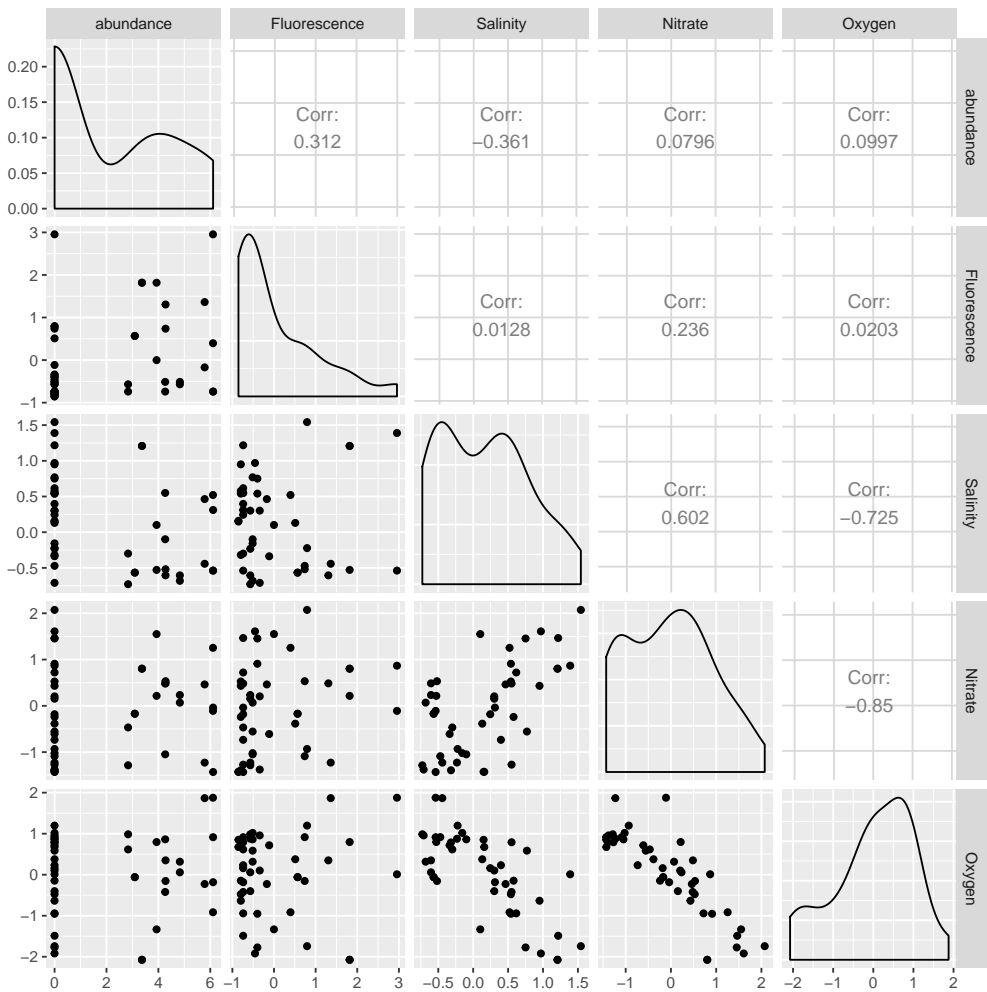 abundance Fluorescence Salinity Nitrate Oxygen
0.20
0.15
0.10
0.05
0.00
Corr:
0.312
Corr:
−0.361
Corr:
0.0796
Corr:
0.0997
abundance
3
2
1
0
−1
Corr:
0.0128
Corr:
0.236
Corr:
0.0203
Fluorescence
1.5
1.0
0.5
0.0
−0.5
Corr:
0.602
Corr:
−0.725
Salinity
2
1
0
−1
Corr:
−0.85
Nitrate
2
1
0
−1
−2
Oxygen
0 2 4 6
−1 0 1 2 3
−0.5 0.0 0.5 1.0 1.5
−1 0 1 2
−2 −1 0 1 2